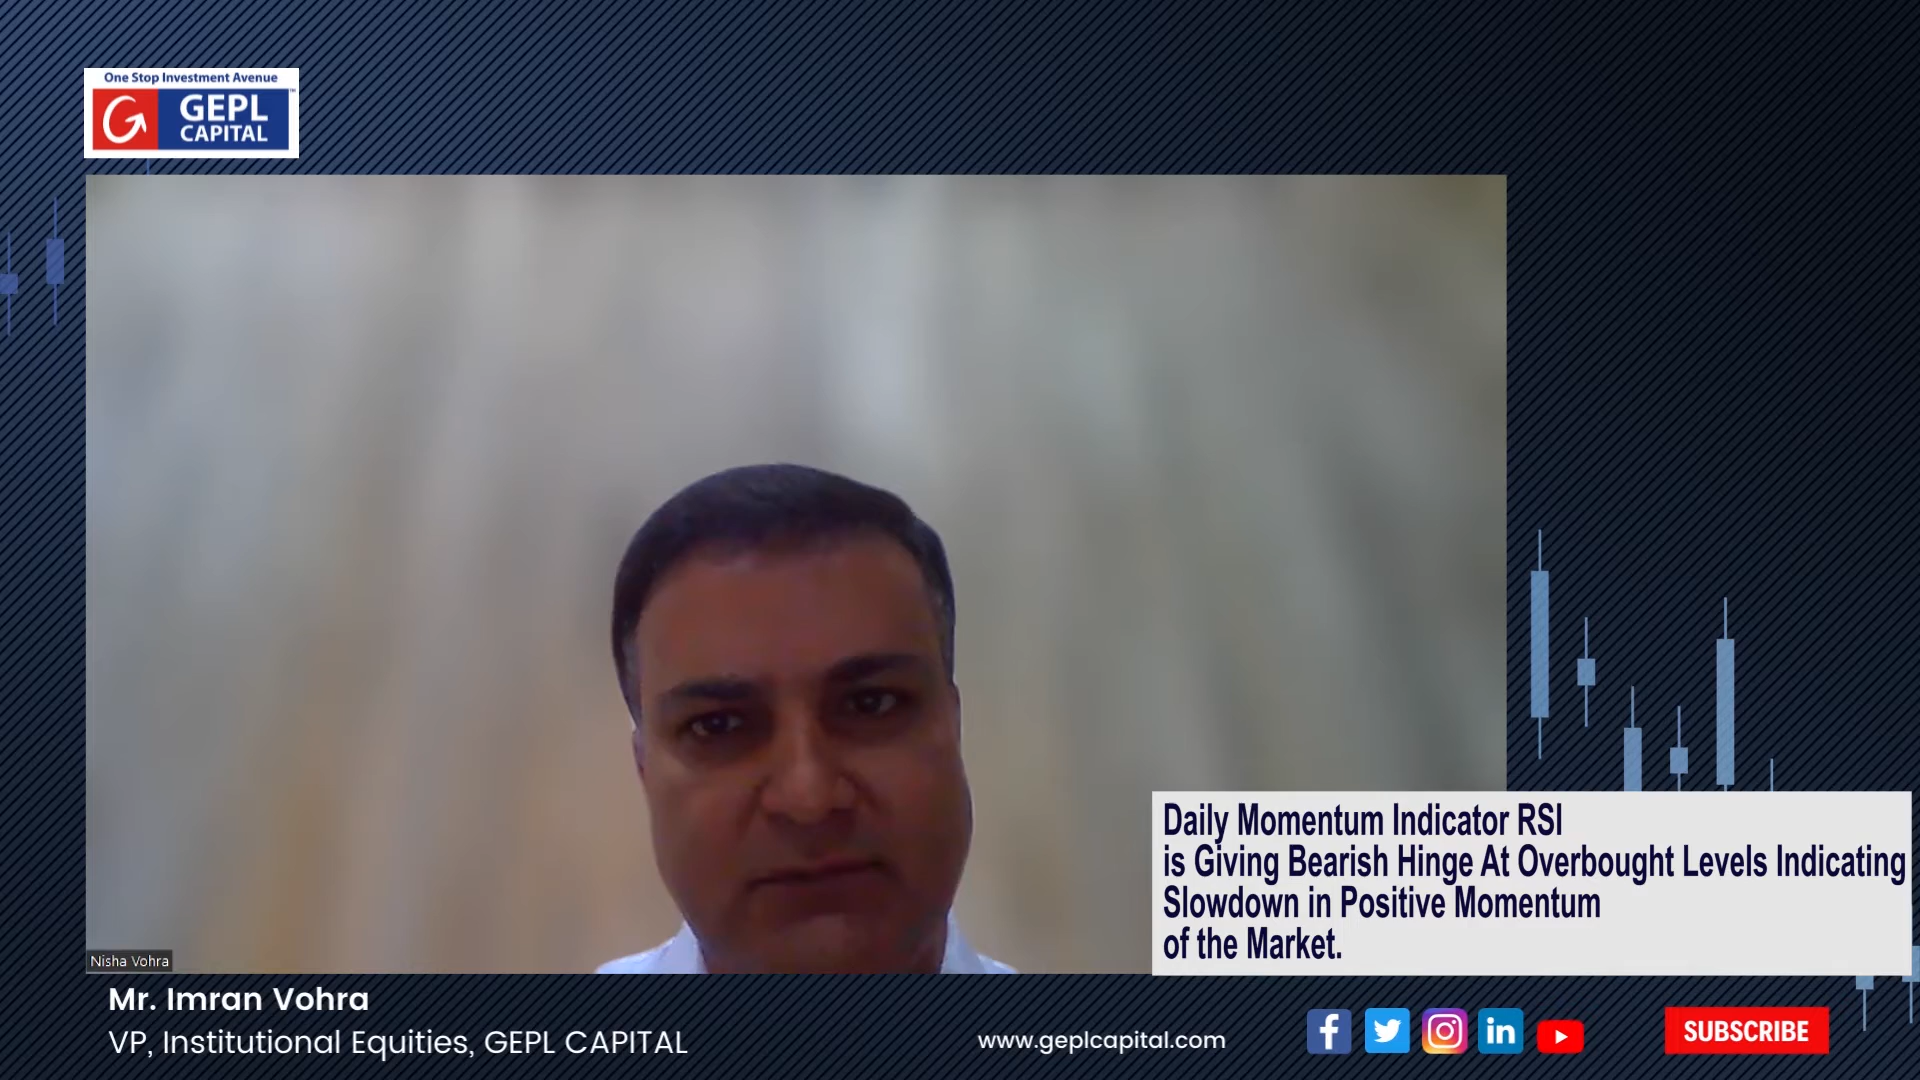 One Stop Investment Avenue
GEPL
CAPITAL
Daily Momentum Indicator RSI
is Giving Bearish Hinge At Overbought Levels Indicating
Slowdown in Positive Momentum
of the Market.
Nisha Vohra
Mr. Imran Vohra
VP, Institutional Equities, GEPL CAPITAL
www.geplcapital.com
SUBSCRIBE